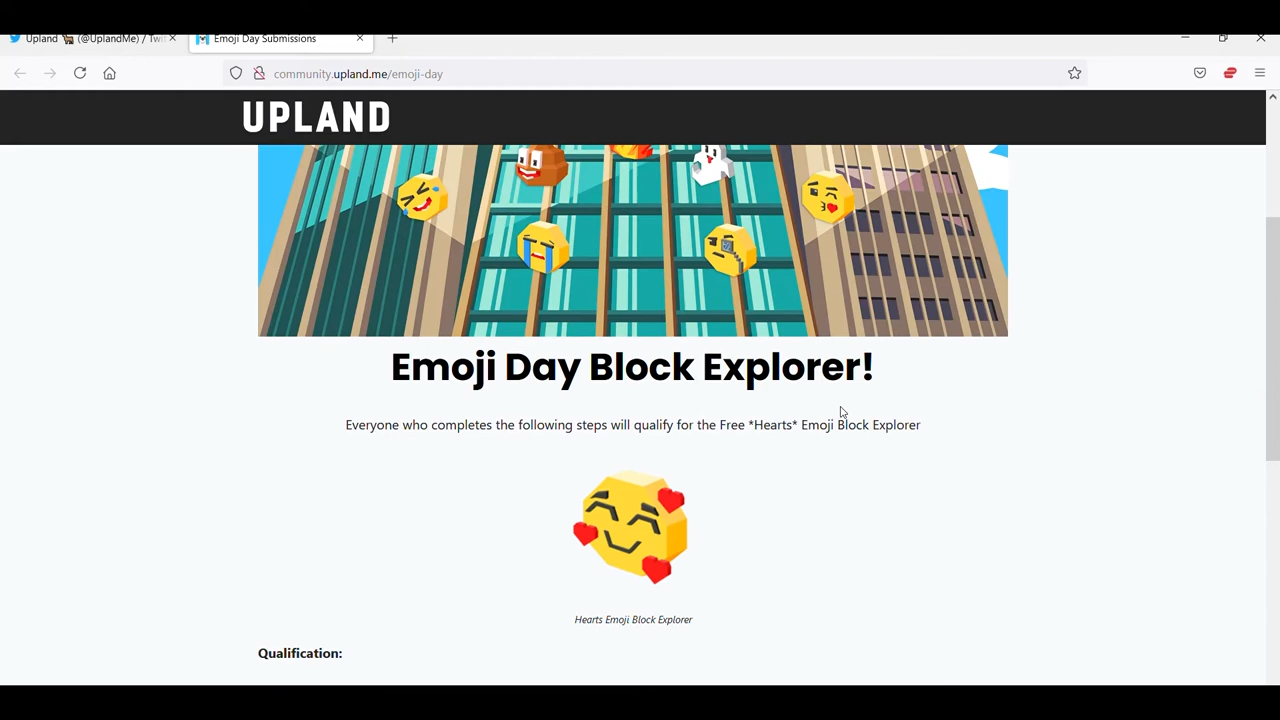 Upland (@UplandMe) / Twit
Emoji Day Submissions
community.upland.me/emoji-day
UPLAND
Emoji Day Block Explorer!
Everyone who completes the following steps will qualify for the Free *Hearts* Emoji Block Explorer
Hearts Emoji Block Explorer
Qualification: